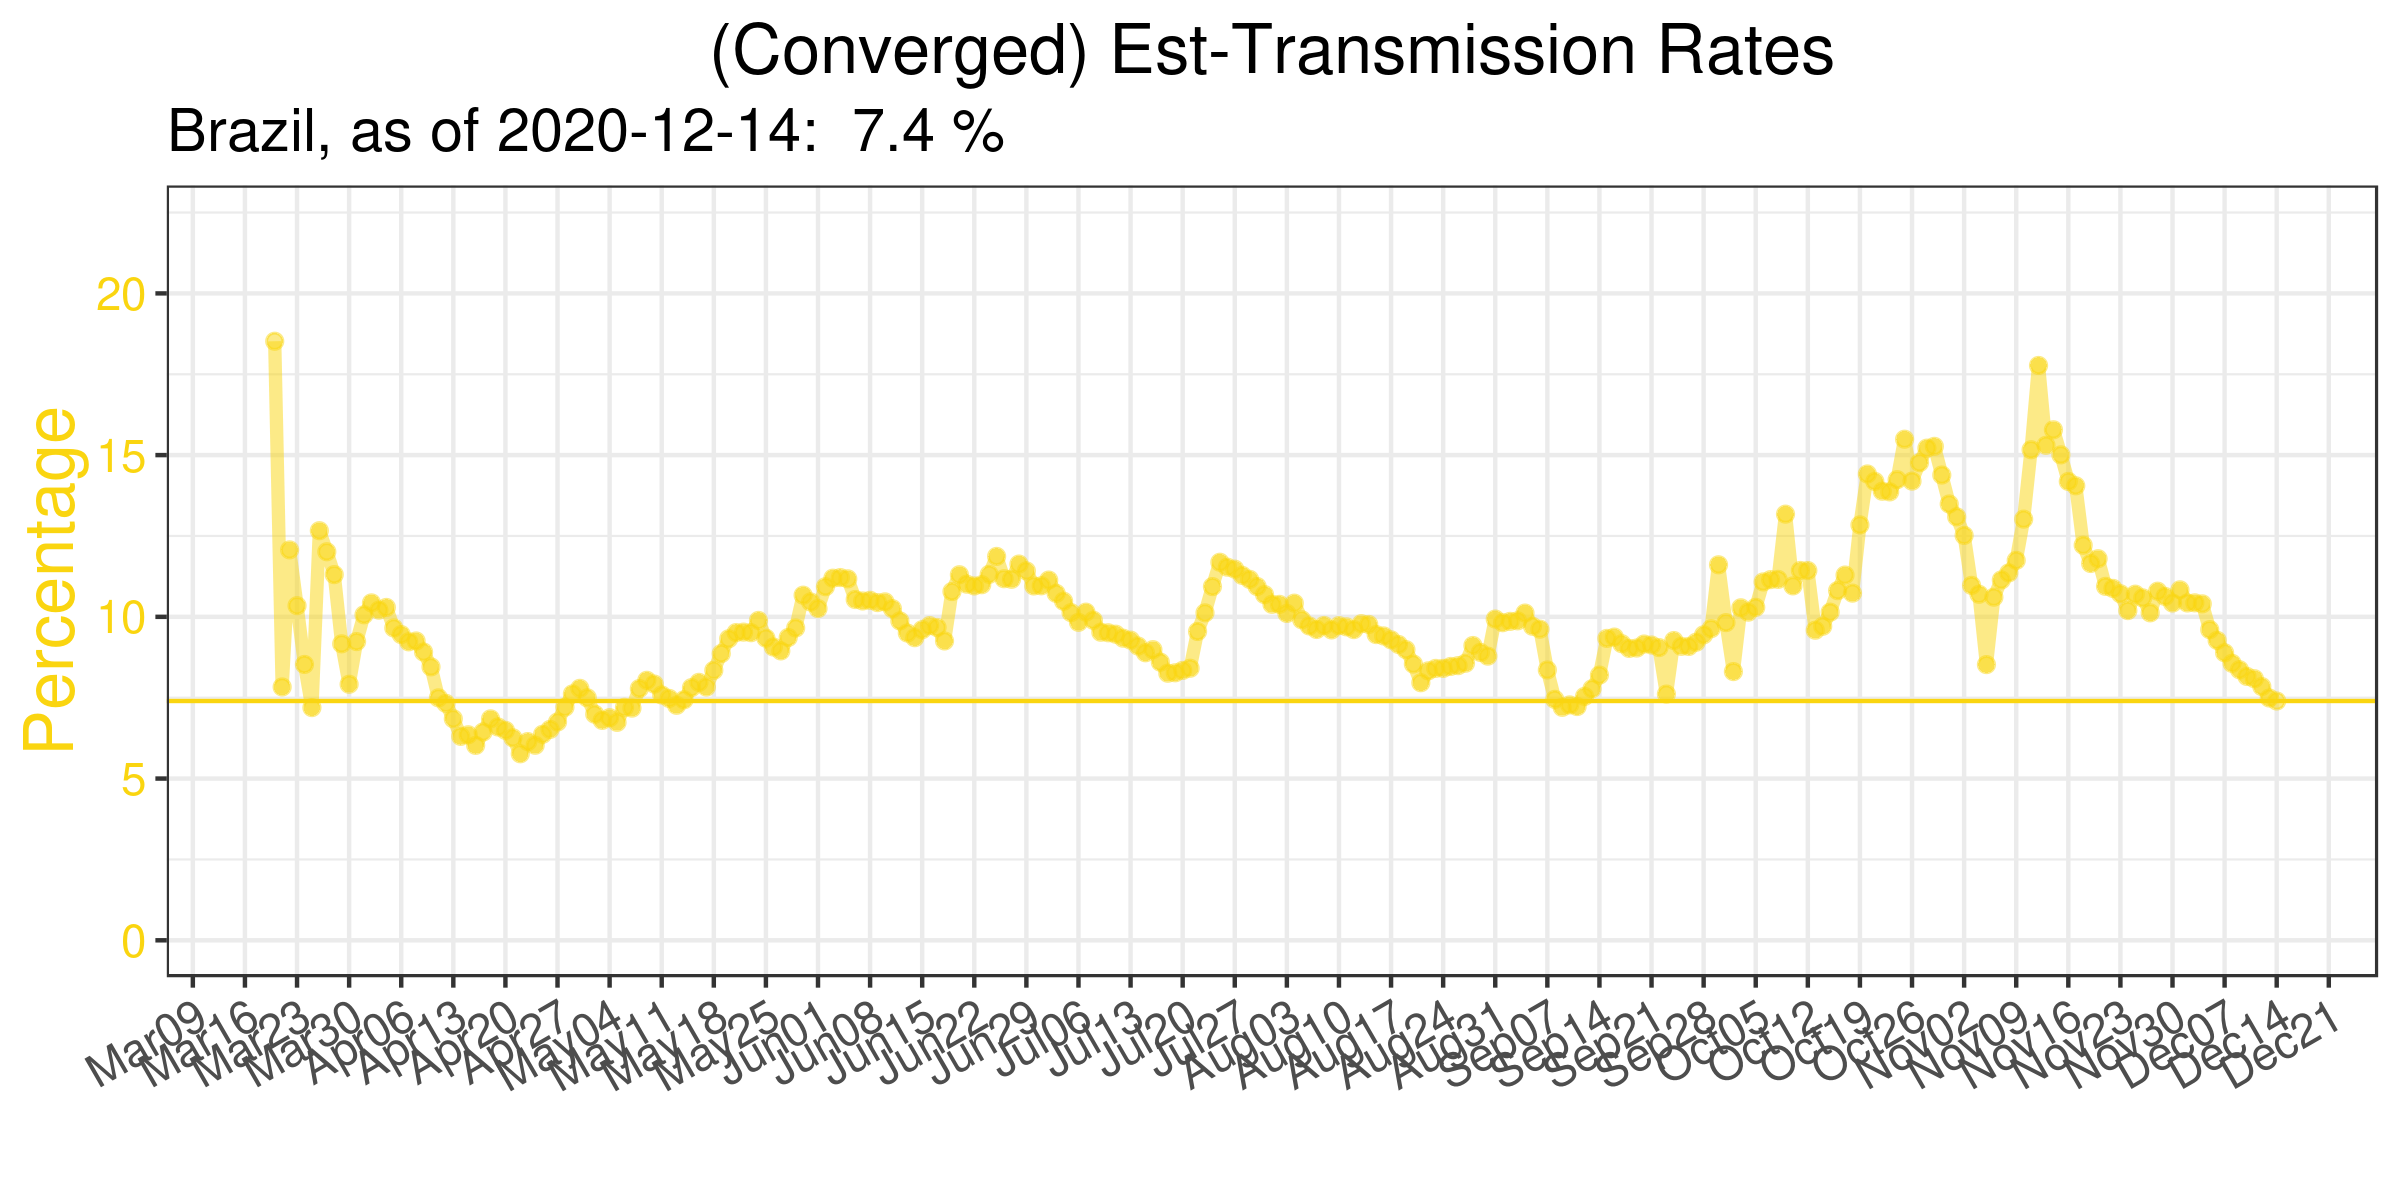 (Converged) Est-Transmission Rates
Brazil, as of 2020-12-14:  7.4 %
Percentage
20
15
10
5
0
Mar09
Mar16
Mar23
Mar30
Apr06
Apr13
Apr20
Apr27
May04
May11
May18
May25
Jun01
Jun08
Jun15
Jun22
Jun29
Jul06
Jul13
Jul20
Jul27
Aug03
Aug10
Aug17
Aug24
Aug31
Sep07
Sep14
Sep21
Sep28
Oct05
Oct12
Oct19
Oct26
Nov02
Nov09
Nov16
Nov23
Nov30
Dec07
Dec14
Dec21